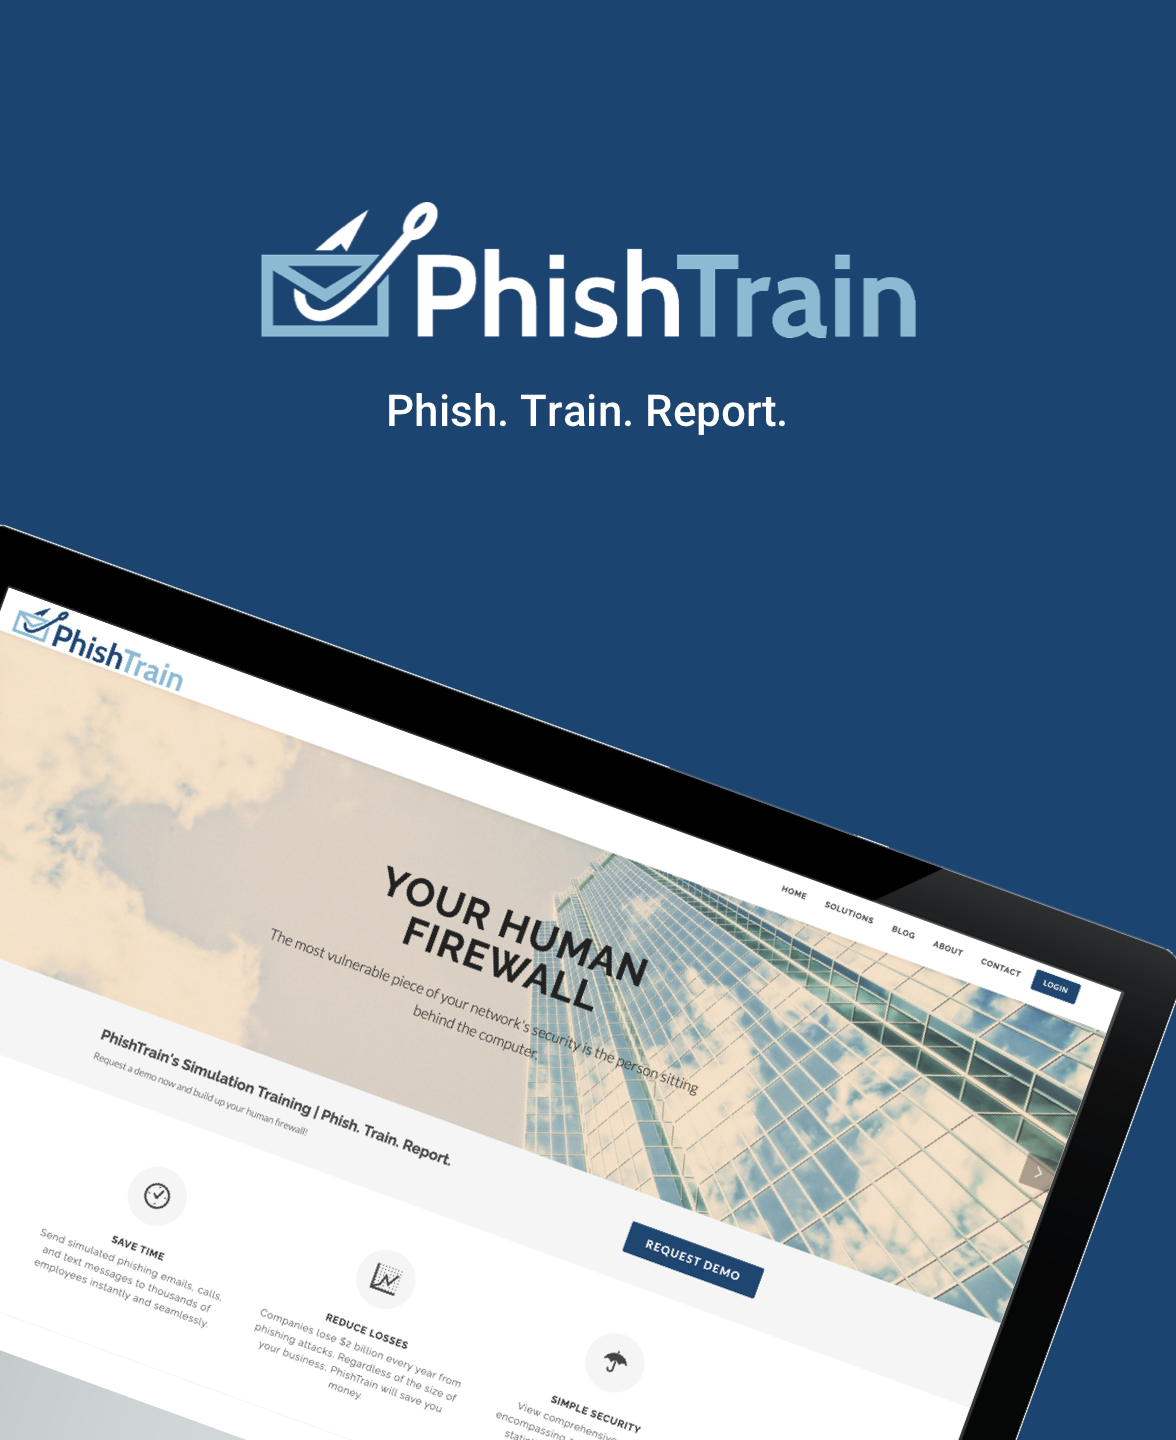 PhishTrain
Phish. Train. Report.
PhishTrain
HOME SOLUTIONS BLOG ABOUT CONTACT LOGIN
YOUR HUMAN
FIREWALL
The most vulnerable piece of your network's security is the person sitting
behind the computer.
PhishTrain's Simulation Training | Phish. Train. Report.
Request a demo now and build up your human firewall!
REQUEST DEMO
SAVE TIME
Send simulated phishing emails, calls,
and text messages to thousands of
employees instantly and seamlessly.
REDUCE LOSSES
Companies lose $2 billion every year from
phishing attacks. Regardless of the size of
your business, PhishTrain will save you
money.
SIMPLE SECURITY
View comprehensive
encompassing